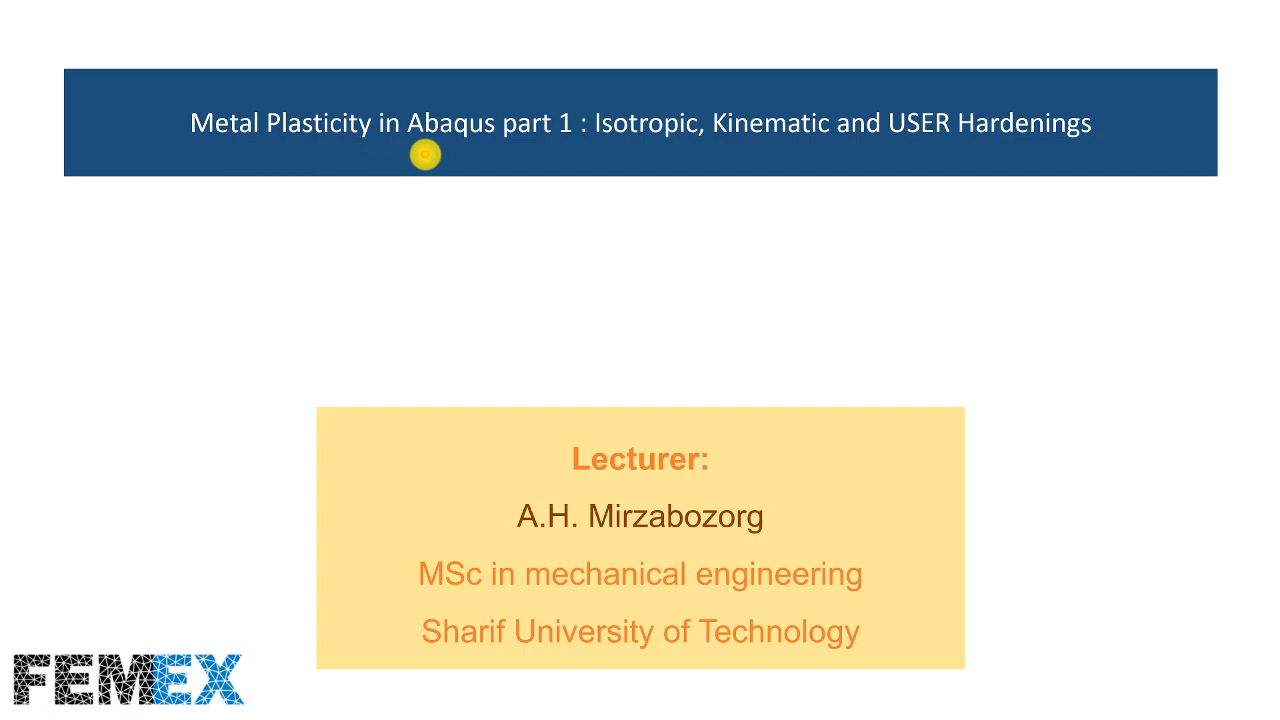 Metal Plasticity in Abaqus part 1 : Isotropic, Kinematic and USER Hardenings
Lecturer:
A.H. Mirzabozorg
MSc in mechanical engineering
Sharif University of Technology
FEMEX